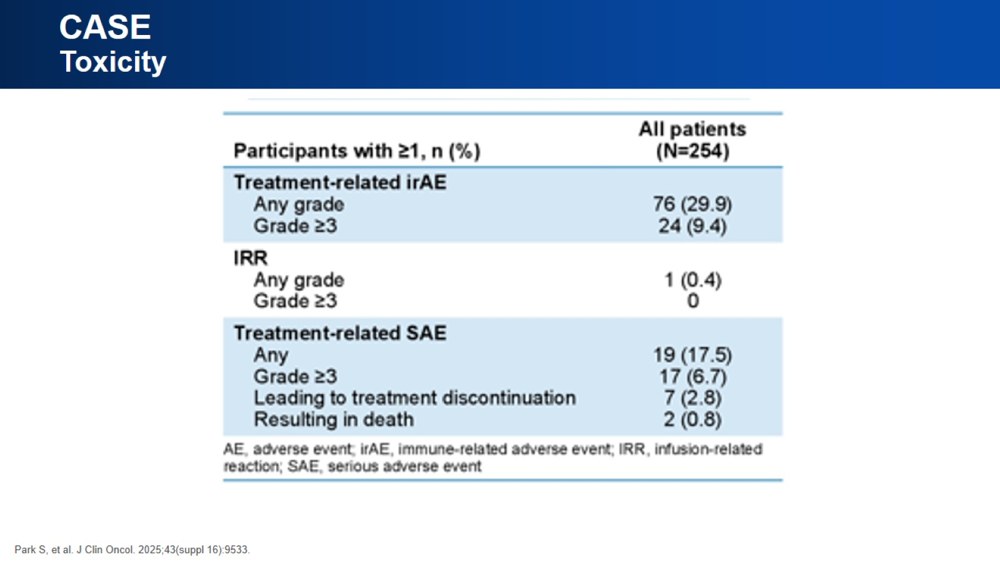 CASE
Toxicity
All patients
Participants with ≥1, n (%) (N=254)
Treatment-related irAE
Any grade 76 (29.9)
Grade ≥3 24 (9.4)
IRR
Any grade 1 (0.4)
Grade ≥3 0
Treatment-related SAE
Any 19 (17.5)
Grade ≥3 17 (6.7)
Leading to treatment discontinuation 7 (2.8)
Resulting in death 2 (0.8)
AE, adverse event; irAE, immune-related adverse event; IRR, infusion-related
reaction; SAE, serious adverse event
Park S, et al. J Clin Oncol. 2025;43(suppl 16):9533.